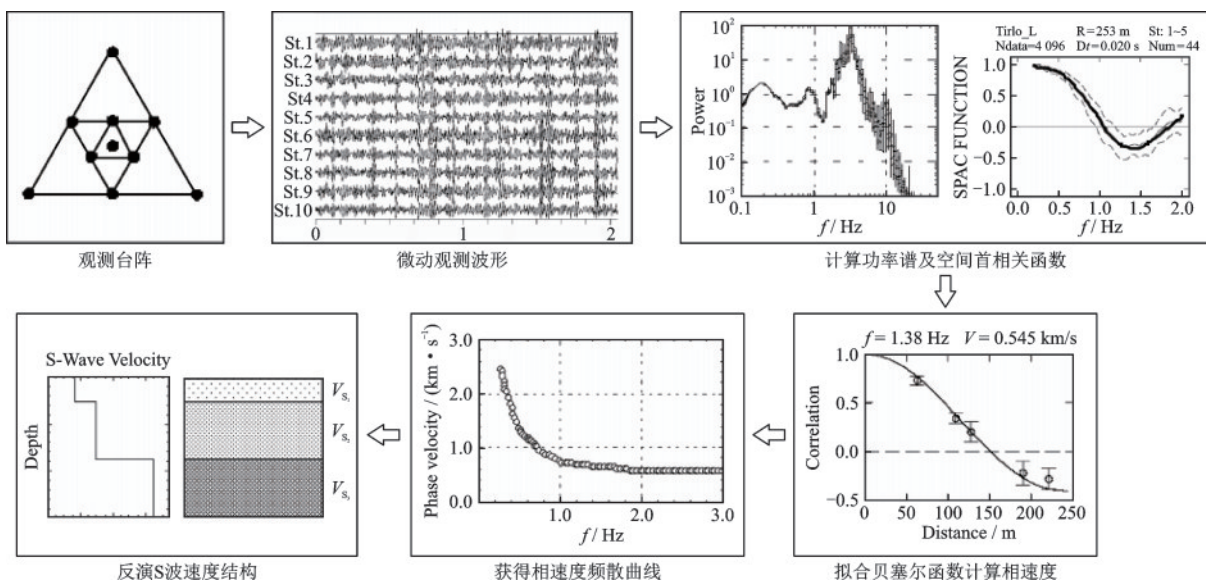 观测台阵
St.1
St.2
St.3
St4
St.5
St.6
St.7
St.8
St.9
St.10
0 1 2
微动观测波形
Power
10²
10¹
10⁰
10⁻¹
10⁻²
10⁻³
0.1 1 10
f / Hz
Tirlo_L R=253 m St: 1~5
Ndata=4 096 Dt=0.020 s Num=44
SPAC FUNCTION
1.0
0.5
0.0
-0.5
-1.0
0.0 0.5 1.0 1.5 2.0
f / Hz
计算功率谱及空间首相关函数
S-Wave Velocity
Depth
V_S₁
V_S₂
V_S₃
反演S波速度结构
Phase velocity / (km • s⁻¹)
3.0
2.0
1.0
0.0
1.0 2.0 3.0
f / Hz
获得相速度频散曲线
f = 1.38 Hz V = 0.545 km/s
Correlation
1.0
0.5
0.0
-0.5
0 50 100 150 200 250
Distance / m
拟合贝塞尔函数计算相速度